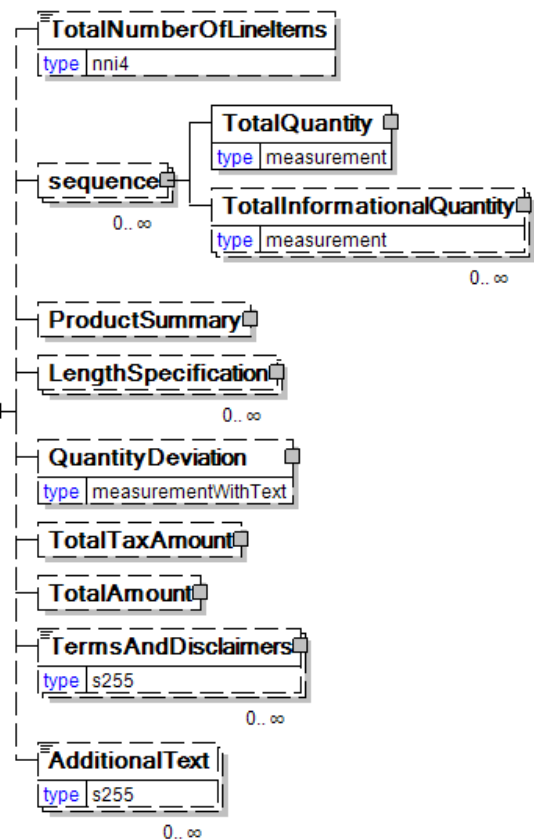 TotalNumberOfLineItems
type nni4
TotalQuantity
type measurement
sequence
0.. ∞
TotalInformationalQuantity
type measurement
0.. ∞
ProductSummary
LengthSpecification
0.. ∞
QuantityDeviation
type measurementWithText
TotalTaxAmount
TotalAmount
TermsAndDisclaimers
type s255
0.. ∞
AdditionalText
type s255
0.. ∞